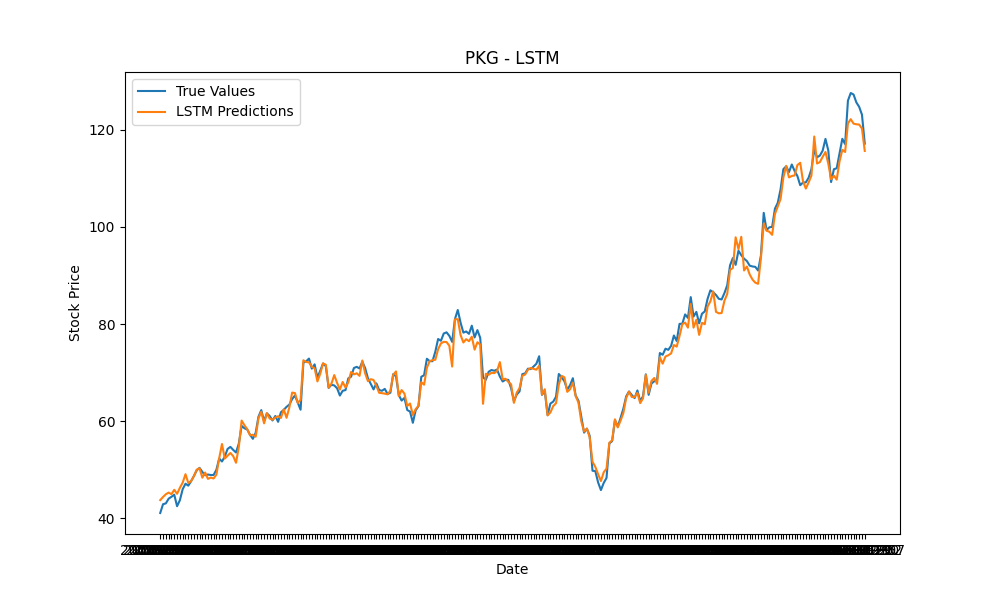 PKG - LSTM
True Values
LSTM Predictions
120
100
80
60
40
Stock Price
Date